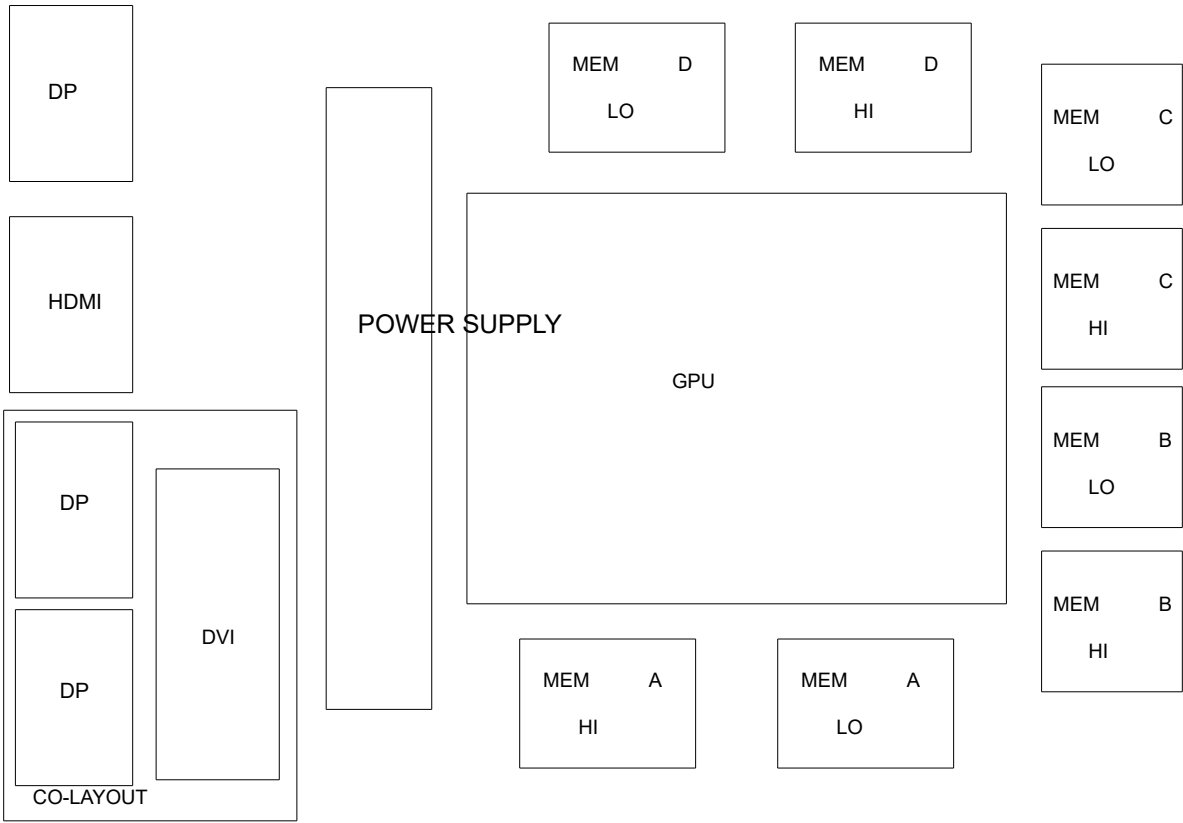 DP
HDMI
DP
DP
DVI
CO-LAYOUT
POWER SUPPLY
GPU
MEM D
LO
MEM D
HI
MEM C
LO
MEM C
HI
MEM B
LO
MEM B
HI
MEM A
HI
MEM A
LO